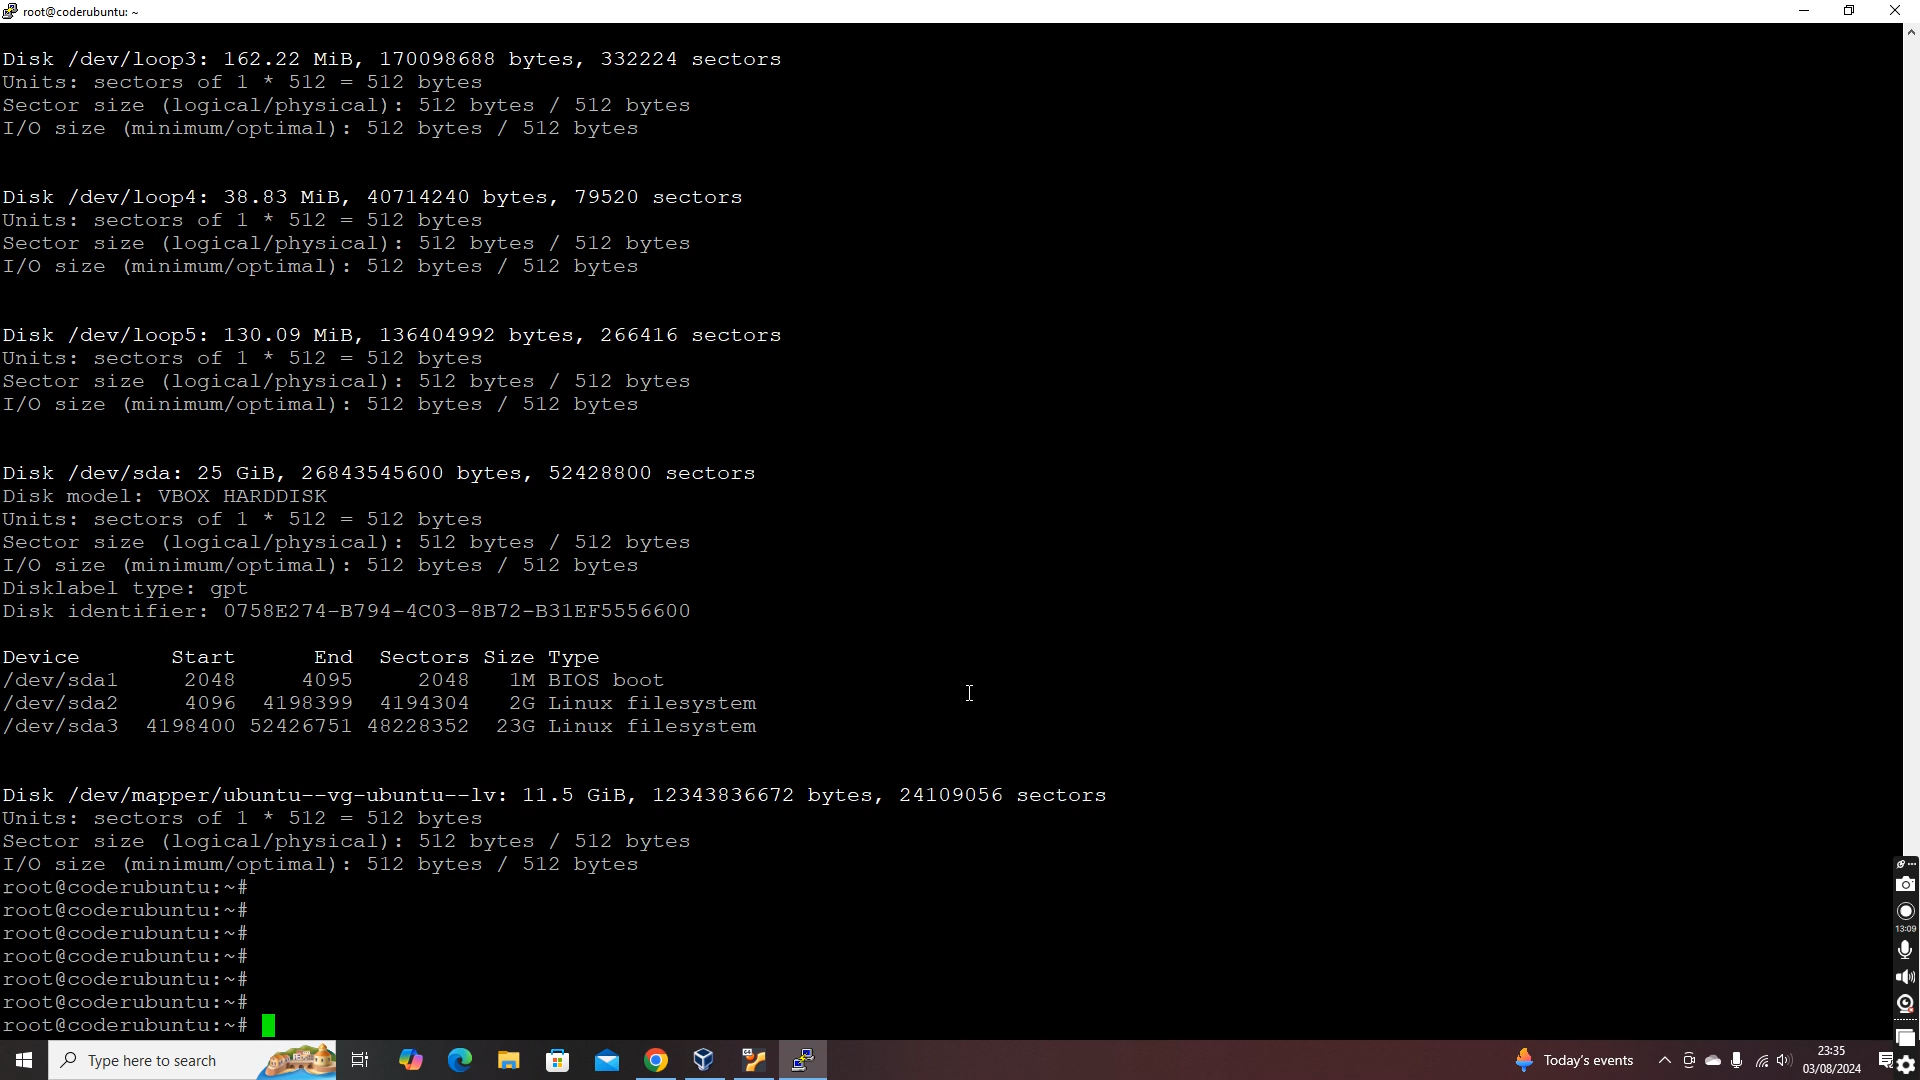 root@coderubuntu: ~
Disk /dev/loop3: 162.22 MiB, 170098688 bytes, 332224 sectors
Units: sectors of 1 * 512 = 512 bytes
Sector size (logical/physical): 512 bytes / 512 bytes
I/O size (minimum/optimal): 512 bytes / 512 bytes
Disk /dev/loop4: 38.83 MiB, 40714240 bytes, 79520 sectors
Units: sectors of 1 * 512 = 512 bytes
Sector size (logical/physical): 512 bytes / 512 bytes
I/O size (minimum/optimal): 512 bytes / 512 bytes
Disk /dev/loop5: 130.09 MiB, 136404992 bytes, 266416 sectors
Units: sectors of 1 * 512 = 512 bytes
Sector size (logical/physical): 512 bytes / 512 bytes
I/O size (minimum/optimal): 512 bytes / 512 bytes
Disk /dev/sda: 25 GiB, 26843545600 bytes, 52428800 sectors
Disk model: VBOX HARDDISK
Units: sectors of 1 * 512 = 512 bytes
Sector size (logical/physical): 512 bytes / 512 bytes
I/O size (minimum/optimal): 512 bytes / 512 bytes
Disklabel type: gpt
Disk identifier: 0758E274-B794-4C03-8B72-B31EF5556600
Device Start End Sectors Size Type
/dev/sda1 2048 4095 2048 1M BIOS boot
/dev/sda2 4096 4198399 4194304 2G Linux filesystem
/dev/sda3 4198400 52426751 48228352 23G Linux filesystem
Disk /dev/mapper/ubuntu--vg-ubuntu--lv: 11.5 GiB, 12343836672 bytes, 24109056 sectors
Units: sectors of 1 * 512 = 512 bytes
Sector size (logical/physical): 512 bytes / 512 bytes
I/O size (minimum/optimal): 512 bytes / 512 bytes
root@coderubuntu:~#
root@coderubuntu:~#
root@coderubuntu:~#
root@coderubuntu:~#
root@coderubuntu:~#
root@coderubuntu:~#
root@coderubuntu:~#
13:09
Type here to search
Today's events
23:35
03/08/2024